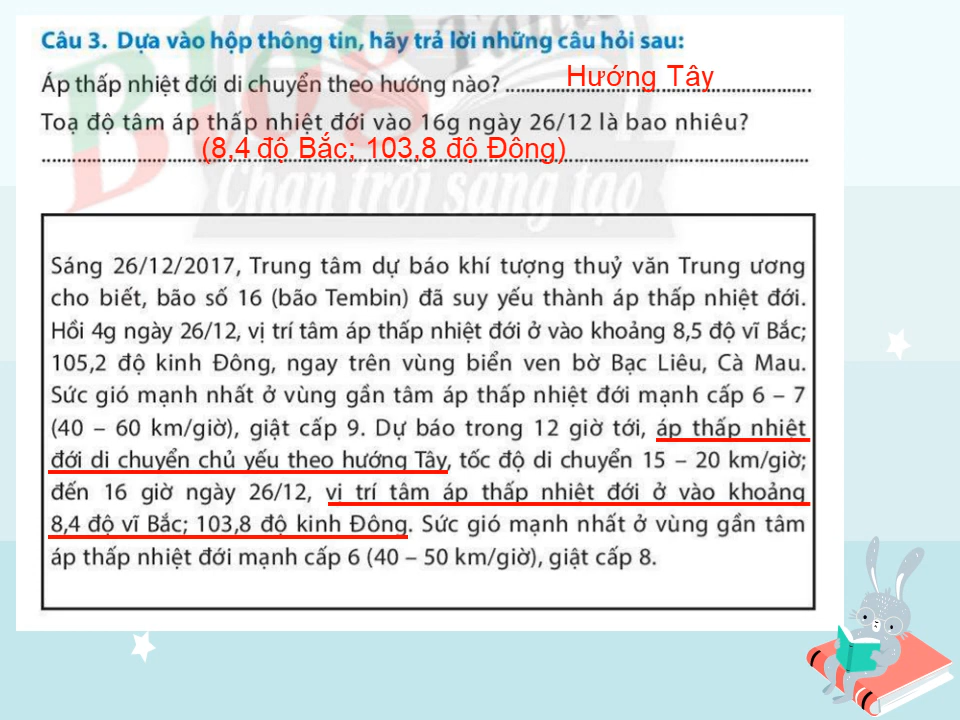 Câu 3. Dựa vào hộp thông tin, hãy trả lời những câu hỏi sau:
Áp thấp nhiệt đới di chuyển theo hướng nào? Hướng Tây
Toạ độ tâm áp thấp nhiệt đới vào 16g ngày 26/12 là bao nhiêu?
(8,4 độ Bắc; 103,8 độ Đông)
Chân trời sáng tạo
Sáng 26/12/2017, Trung tâm dự báo khí tượng thuỷ văn Trung ương
cho biết, bão số 16 (bão Tembin) đã suy yếu thành áp thấp nhiệt đới.
Hồi 4g ngày 26/12, vị trí tâm áp thấp nhiệt đới ở vào khoảng 8,5 độ vĩ Bắc;
105,2 độ kinh Đông, ngay trên vùng biển ven bờ Bạc Liêu, Cà Mau.
Sức gió mạnh nhất ở vùng gần tâm áp thấp nhiệt đới mạnh cấp 6 – 7
(40 – 60 km/giờ), giật cấp 9. Dự báo trong 12 giờ tới, áp thấp nhiệt
đới di chuyển chủ yếu theo hướng Tây, tốc độ di chuyển 15 – 20 km/giờ;
đến 16 giờ ngày 26/12, vị trí tâm áp thấp nhiệt đới ở vào khoảng
8,4 độ vĩ Bắc; 103,8 độ kinh Đông. Sức gió mạnh nhất ở vùng gần tâm
áp thấp nhiệt đới mạnh cấp 6 (40 – 50 km/giờ), giật cấp 8.